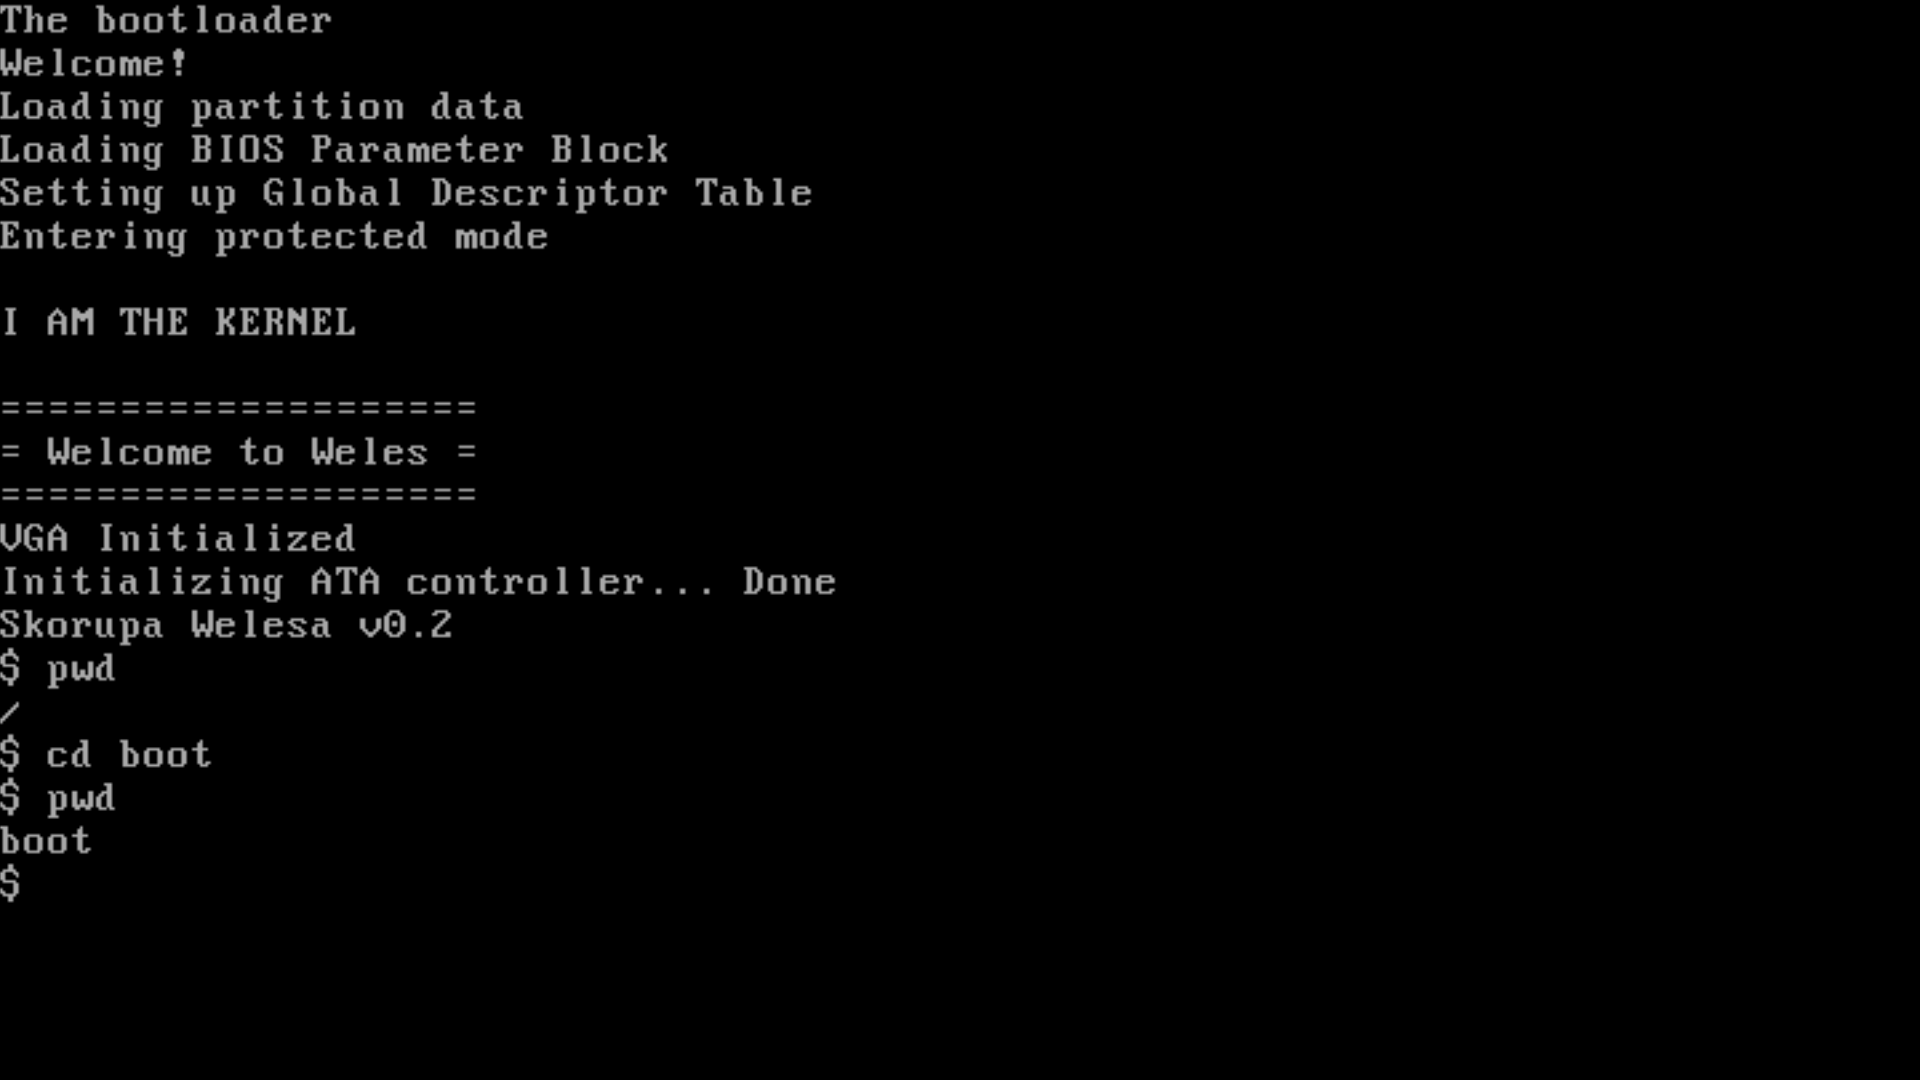 The bootloader
Welcome!
Loading partition data
Loading BIOS Parameter Block
Setting up Global Descriptor Table
Entering protected mode
I AM THE KERNEL
====================
= Welcome to Weles =
====================
VGA Initialized
Initializing ATA controller... Done
Skorupa Welesa v0.2
$ pwd
/
$ cd boot
$ pwd
boot
$